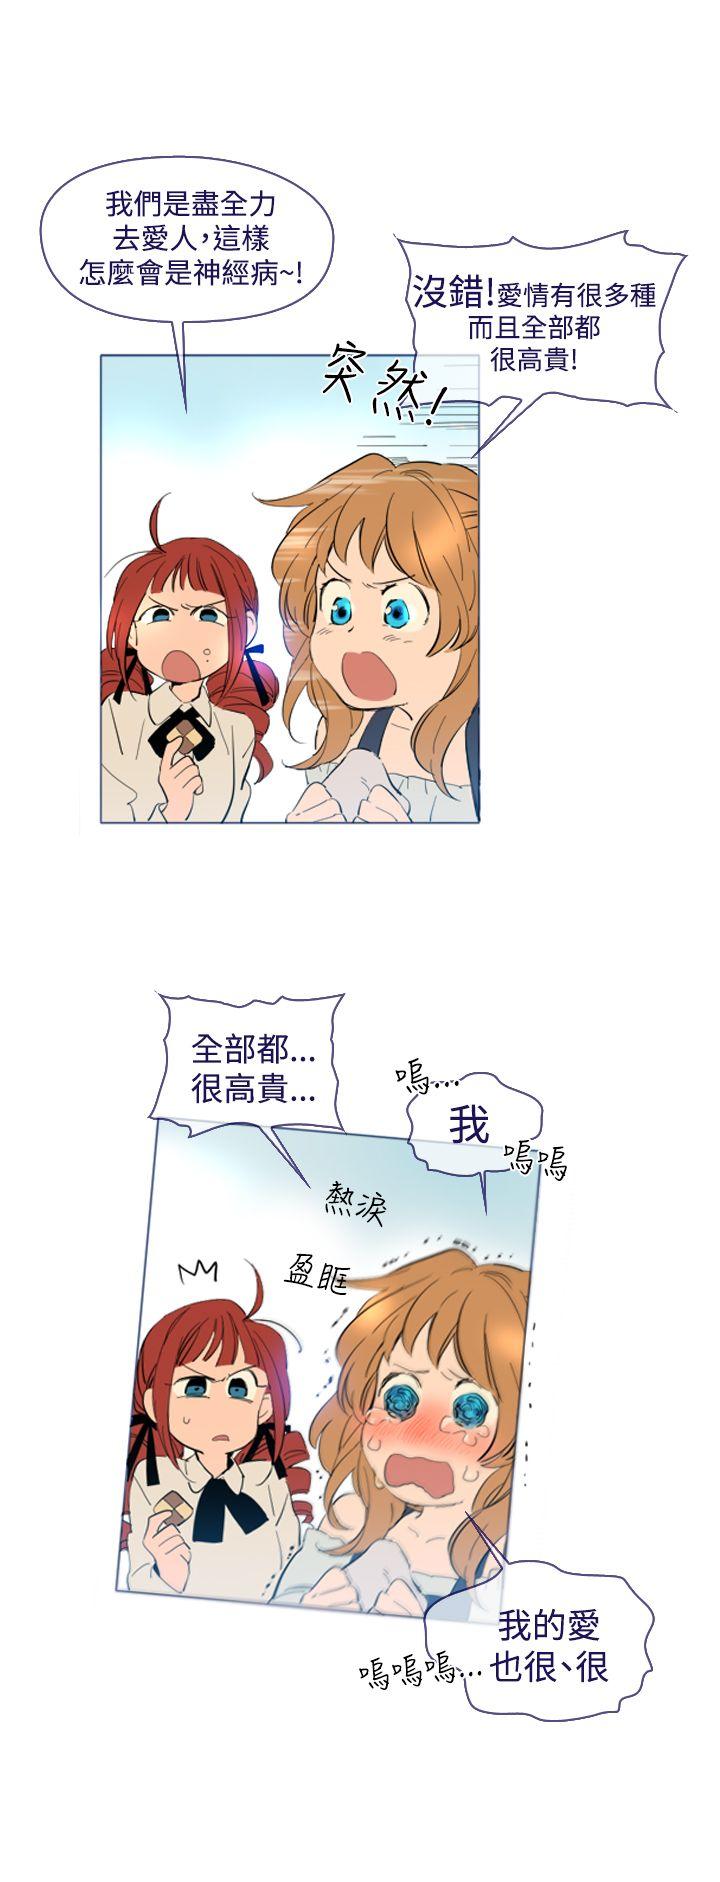 我們是盡全力
去愛人，這樣
怎麼會是神經病~！
沒錯！愛情有很多種
而且全部都
很高貴！
突然！
全部都…
很高貴…
嗚…
我
嗚嗚
熱淚
盈眶
我的愛
也很、很
嗚嗚嗚…